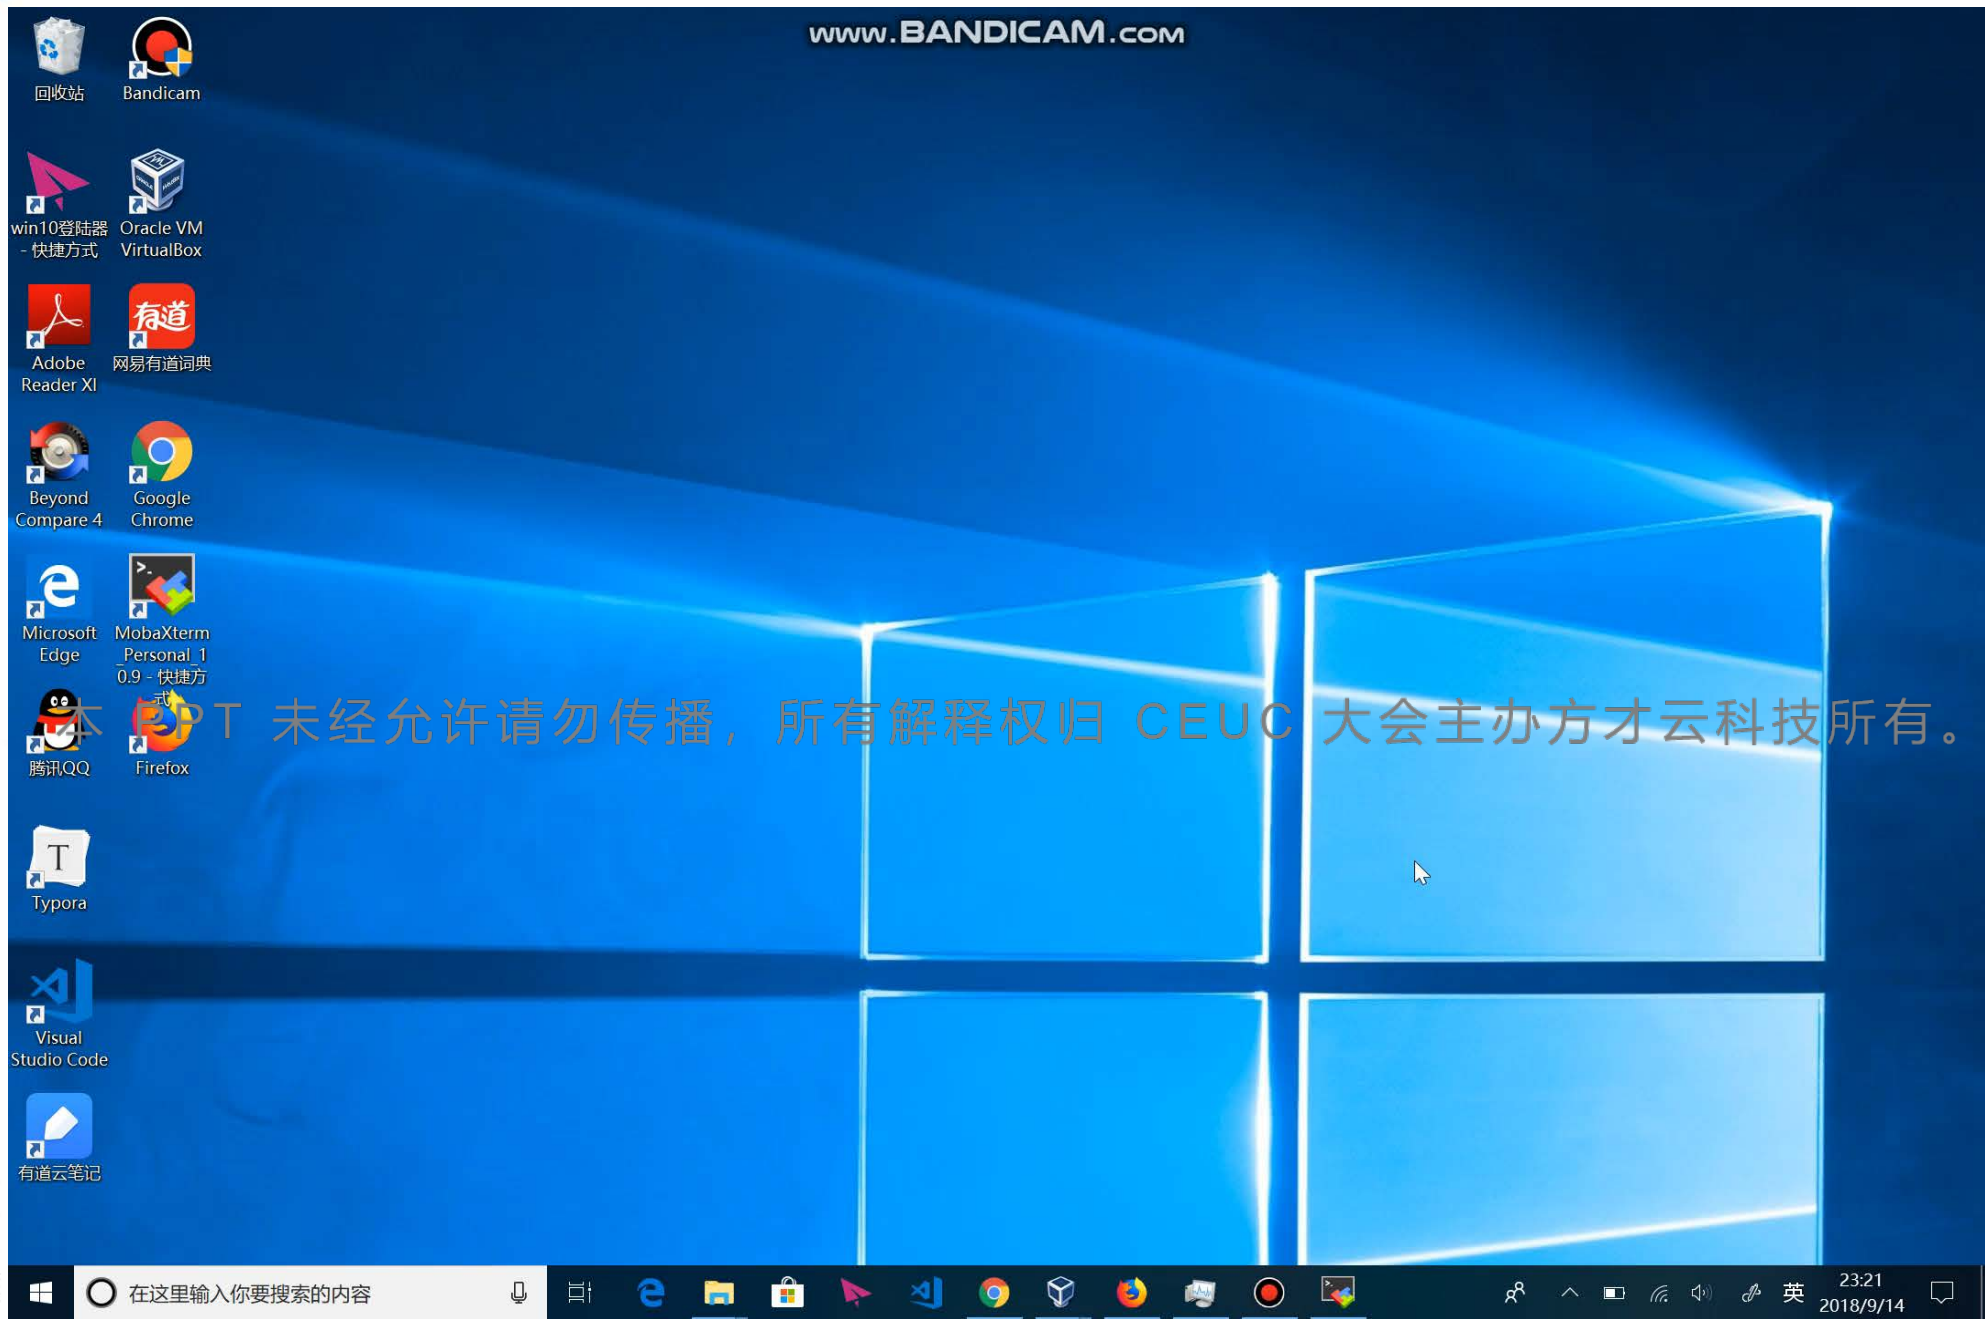 www.BANDICAM.com
回收站
Bandicam
win10登陆器
- 快捷方式
Oracle VM
VirtualBox
有道
Adobe
Reader XI
网易有道词典
Beyond
Compare 4
Google
Chrome
Microsoft
Edge
MobaXterm
_Personal_1
0.9 - 快捷方
式
本 PPT 未经允许请勿传播，所有解释权归 CEUC 大会主办方才云科技所有。
腾讯QQ
Firefox
T
Typora
Visual
Studio Code
有道云笔记
在这里输入你要搜索的内容
英
23:21
2018/9/14